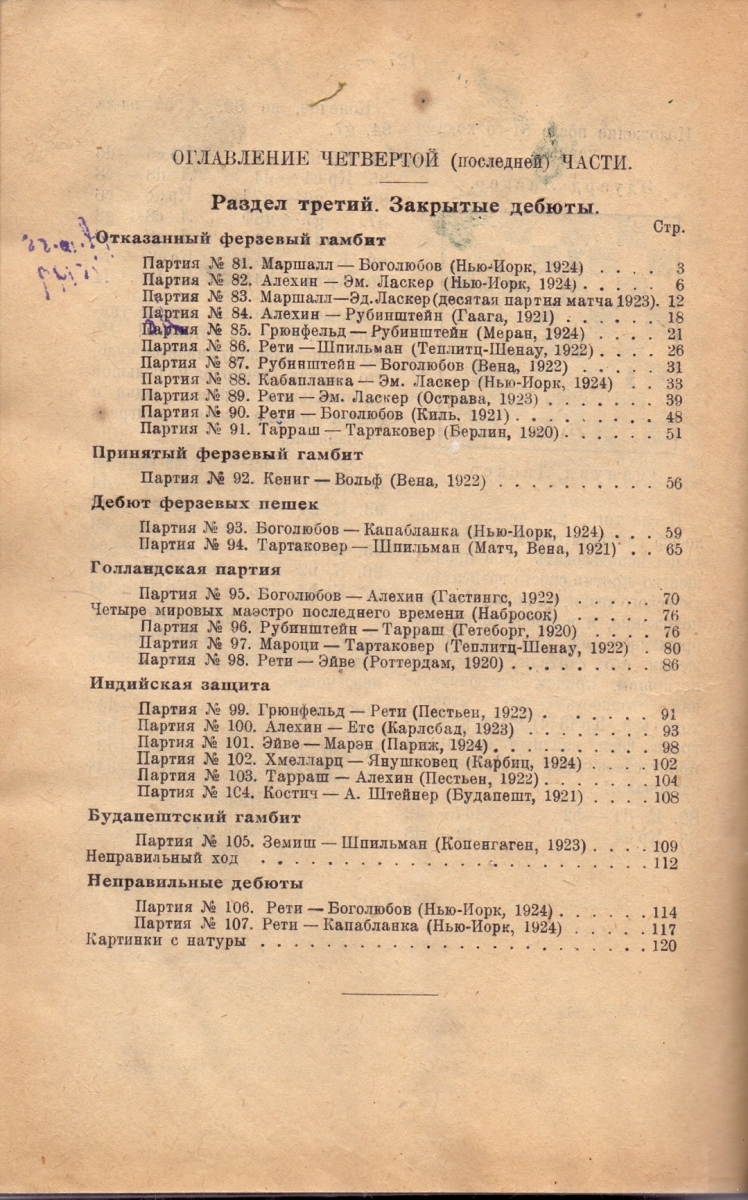 ОГЛАВЛЕНИЕ ЧЕТВЕРТОЙ (последней) ЧАСТИ.
Раздел третий. Закрытые дебюты.
Стр.
Отказанный ферзевый гамбит
Партия № 81. Маршалл — Боголюбов (Нью-Иорк, 1924) . . . . 3
Партия № 82. Алехин — Эм. Ласкер (Нью-Иорк, 1924) . . . . . 6
Партия № 83. Маршалл—Эд. Ласкер (десятая партия матча 1923). 12
Партия № 84. Алехин — Рубинштейн (Гаага, 1921) . . . . . 18
Партия № 85. Грюнфельд — Рубинштейн (Меран, 1924) . . . . 21
Партия № 86. Рети — Шпильман (Теплитц-Шенау, 1922) . . . . 26
Партия № 87. Рубинштейн — Боголюбов (Вена, 1922) . . . . . 31
Партия № 88. Кабапланка — Эм. Ласкер (Нью-Иорк, 1924) . . 33
Партия № 89. Рети — Эм. Ласкер (Острава, 1923) . . . . . . 39
Партия № 90. Рети — Боголюбов (Киль. 1921) . . . . . . . . 48
Партия № 91. Тарраш — Тартаковер (Берлин, 1920) . . . . . . 51
Принятый ферзевый гамбит
Партия № 92. Кениг — Вольф (Вена, 1922) . . . . . . . . . . 56
Дебют ферзевых пешек
Партия № 93. Боголюбов — Капабланка (Нью-Иорк, 1924) . . . 59
Партия № 94. Тартаковер — Шпильман (Матч, Вена, 1921) . . 65
Голландская партия
Партия № 95. Боголюбов — Алехин (Гастингс, 1922) . . . . . 70
Четыре мировых маэстро последнего времени (Набросок) . . . . . 76
Партия № 96. Рубинштейн — Тарраш (Гетеборг, 1920) . . . . 76
Партия № 97. Мароци — Тартаковер (Теплитц-Шенау, 1922) . 80
Партия № 98. Рети — Эйве (Роттердам, 1920) . . . . . . . . 86
Индийская защита
Партия № 99. Грюнфельд — Рети (Пестьен, 1922) . . . . . . 91
Партия № 100. Алехин — Етс (Карлсбад, 1923) . . . . . . . 93
Партия № 101. Эйве — Марэн (Париж, 1924) . . . . . . . . . 98
Партия № 102. Хмелларц — Янушковец (Карбиц, 1924) . . . . 102
Партия № 103. Тарраш — Алехин (Пестьен, 1922) . . . . . . 104
Партия № 104. Костич — А. Штейнер (Будапешт, 1921) . . . . 108
Будапештский гамбит
Партия № 105. Земиш — Шпильман (Копенгаген, 1923) . . . . 109
Неправильный ход . . . . . . . . . . . . . . . . . . . . . . . 112
Неправильные дебюты
Партия № 106. Рети — Боголюбов (Нью-Иорк, 1924) . . . . . . 114
Партия № 107. Рети — Капабланка (Нью-Иорк, 1924) . . . . . 117
Картинки с натуры . . . . . . . . . . . . . . . . . . . . . . . 120